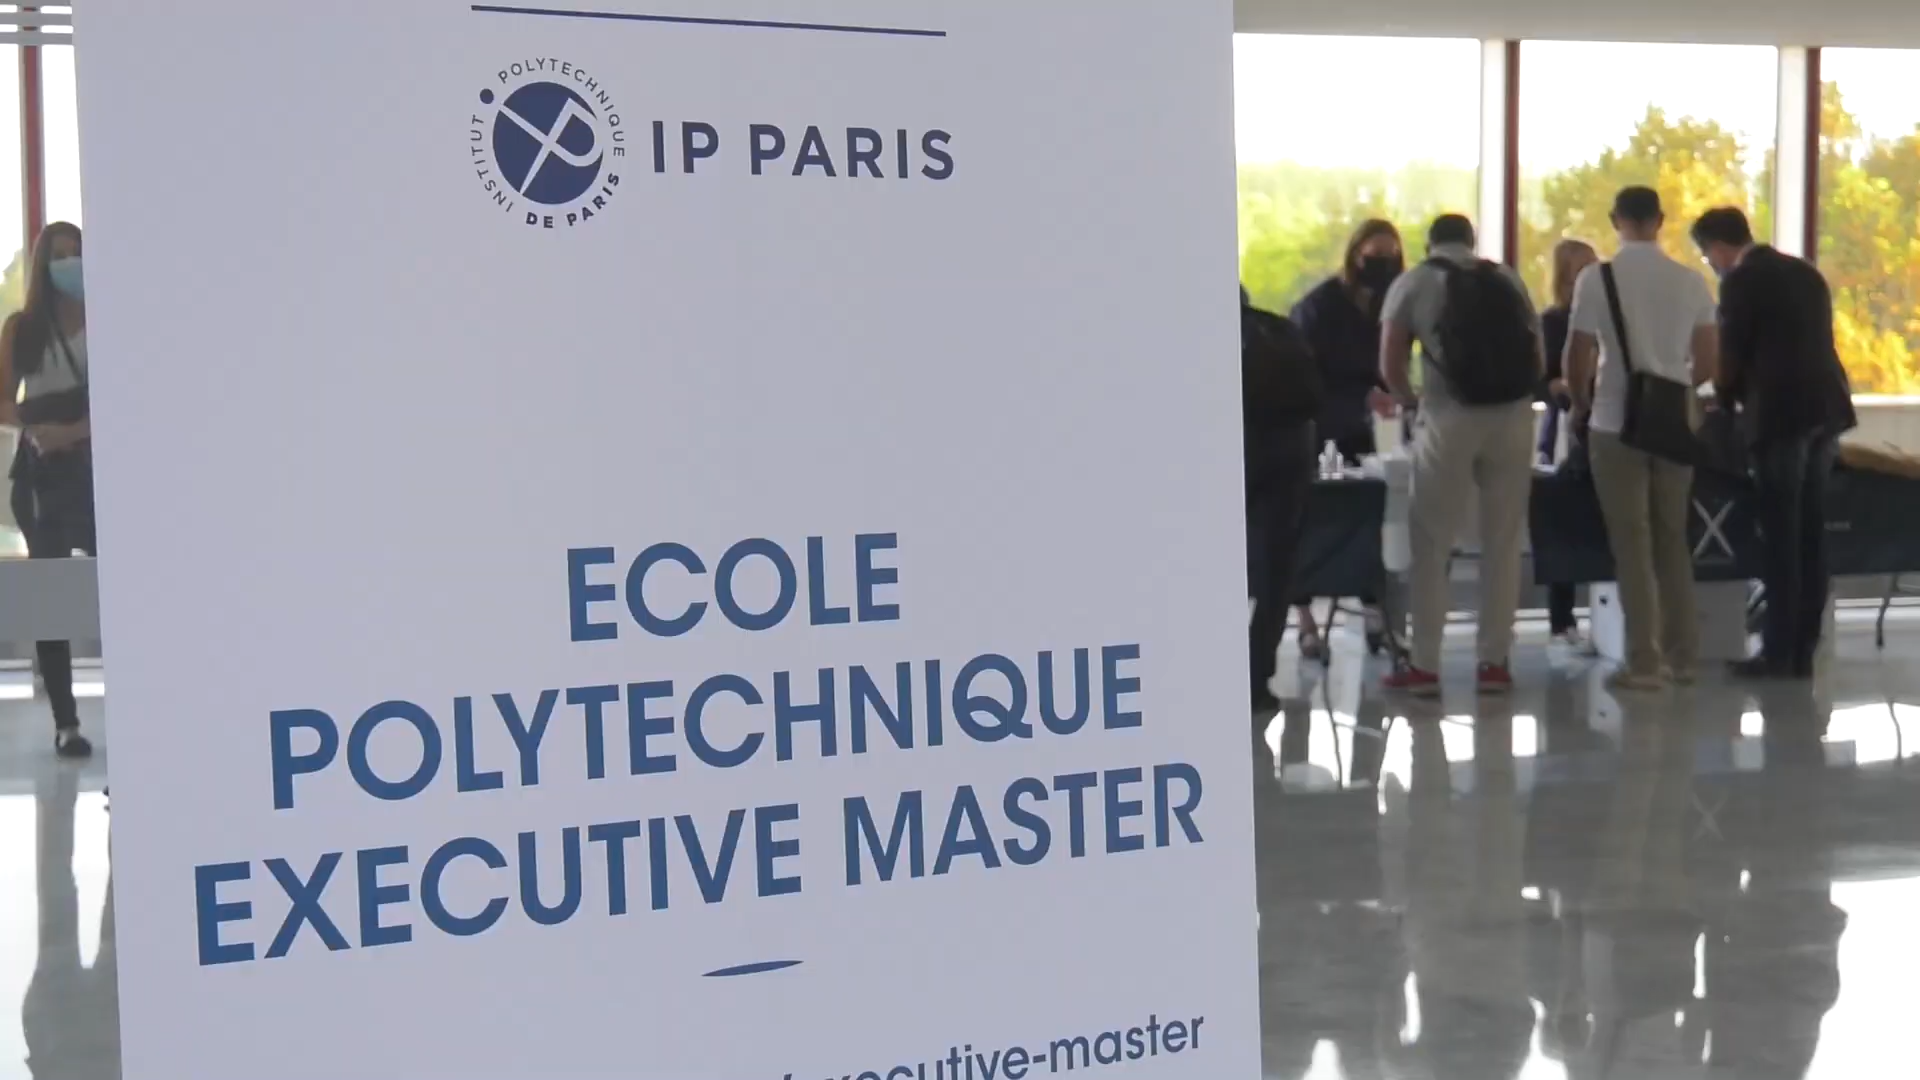 INSTITUT POLYTECHNIQUE DE PARIS
IP PARIS
ECOLE
POLYTECHNIQUE
EXECUTIVE MASTER
executive-master
X